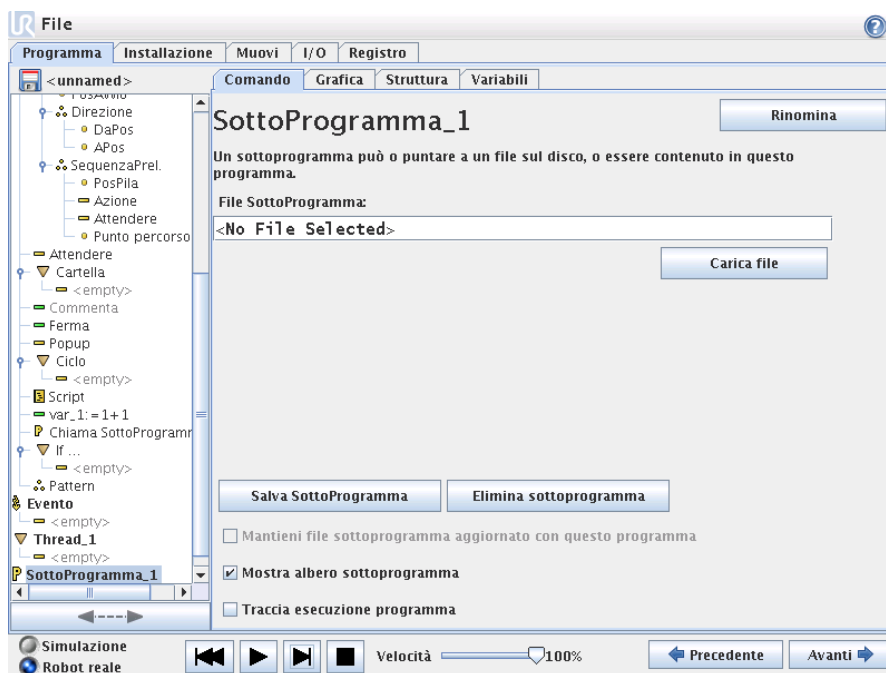 UR File
Programma Installazione Muovi I/O Registro
<unnamed>
Comando Grafica Struttura Variabili
PosAvvio
Direzione
DaPos
APos
SequenzaPrel.
PosPila
Azione
Attendere
Punto percorso
Attendere
Cartella
<empty>
Commenta
Ferma
Popup
Ciclo
<empty>
Script
var_1:=1+1
Chiama SottoProgramr
If ...
<empty>
Pattern
Evento
<empty>
Thread_1
<empty>
SottoProgramma_1
SottoProgramma_1
Rinomina
Un sottoprogramma può o puntare a un file sul disco, o essere contenuto in questo
programma.
File SottoProgramma:
<No File Selected>
Carica file
Salva SottoProgramma Elimina sottoprogramma
Mantieni file sottoprogramma aggiornato con questo programma
Mostra albero sottoprogramma
Traccia esecuzione programma
Simulazione
Robot reale
Velocità 100%
Precedente Avanti